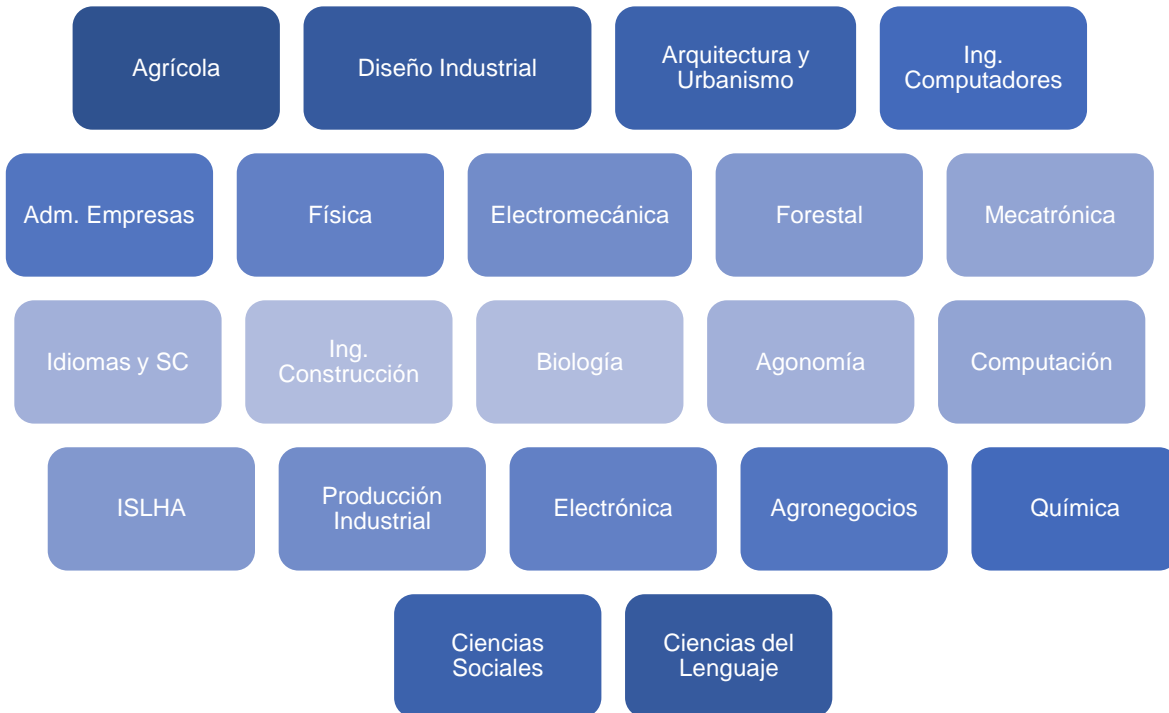 Agrícola
Diseño Industrial
Arquitectura y
Urbanismo
Ing.
Computadores
Adm. Empresas
Física
Electromecánica
Forestal
Mecatrónica
Idiomas y SC
Ing.
Construcción
Biología
Agonomía
Computación
ISLHA
Producción
Industrial
Electrónica
Agronegocios
Química
Ciencias
Sociales
Ciencias del
Lenguaje